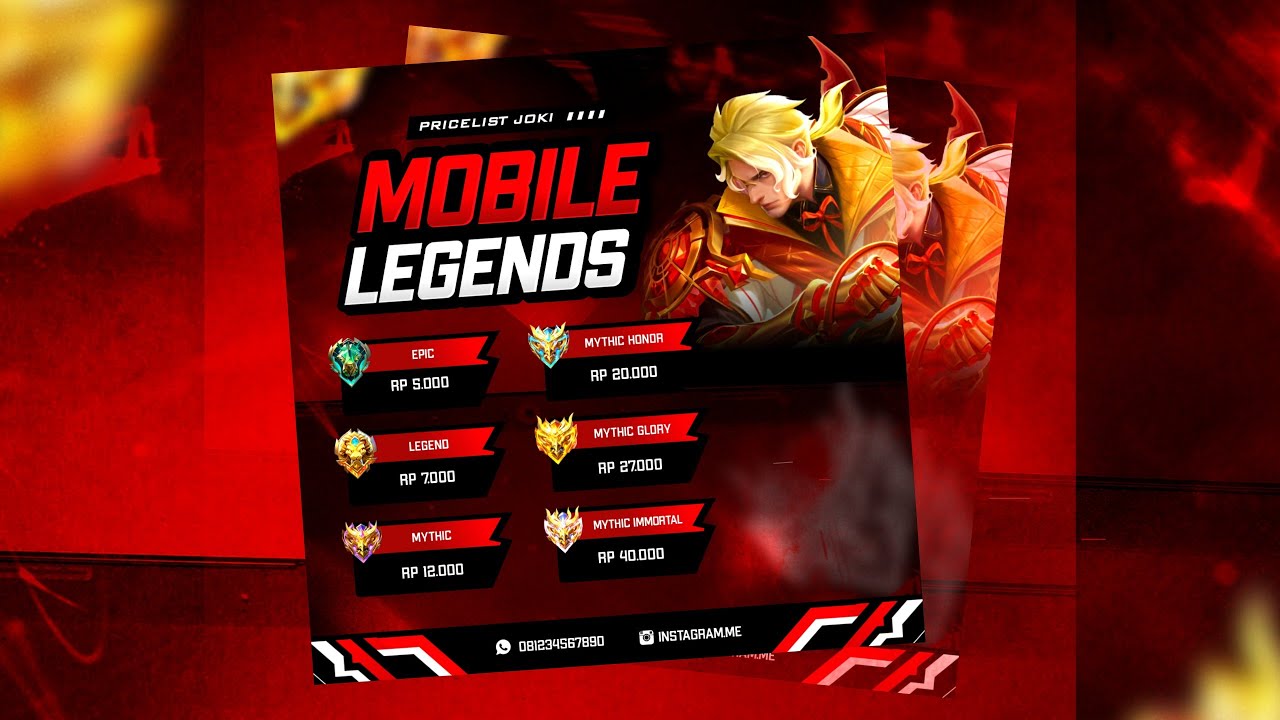 PRICELIST JOKI
MOBILE
LEGENDS
EPIC
RP 5.000
LEGEND
RP 7.000
MYTHIC
RP 12.000
MYTHIC HONOR
RP 20.000
MYTHIC GLORY
RP 27.000
MYTHIC IMMORTAL
RP 40.000
081234567890
INSTAGRAM.ME